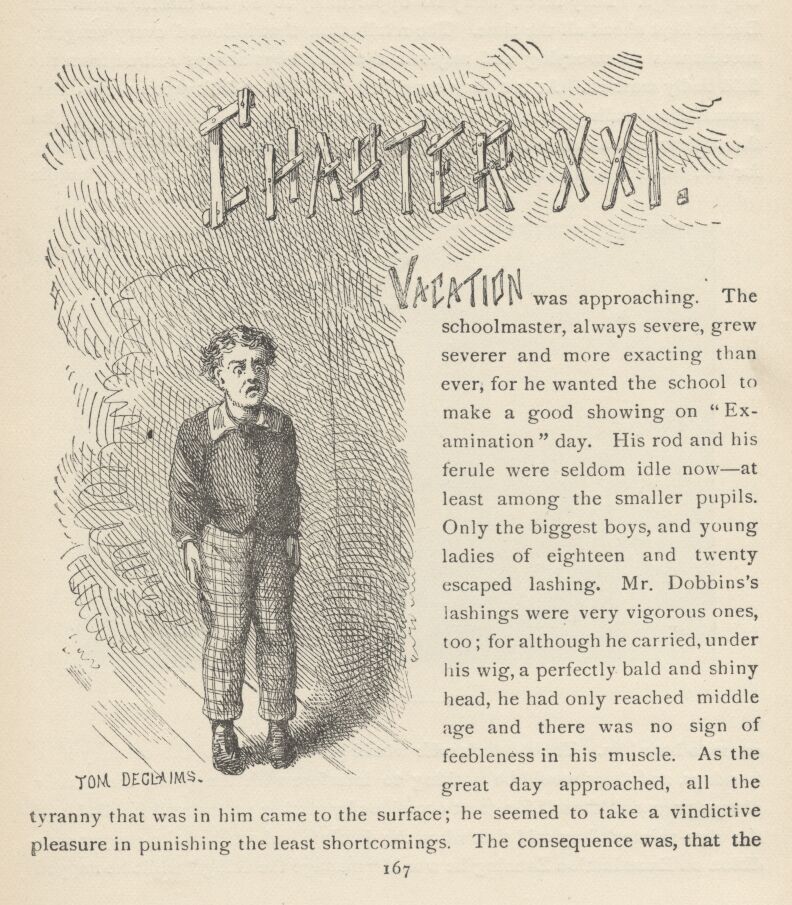 CHAPTER XXI.
VACATION was approaching. The
schoolmaster, always severe, grew
severer and more exacting than
ever, for he wanted the school to
make a good showing on "Ex-
amination" day. His rod and his
ferule were seldom idle now—at
least among the smaller pupils.
Only the biggest boys, and young
ladies of eighteen and twenty
escaped lashing. Mr. Dobbins's
lashings were very vigorous ones,
too; for although he carried, under
his wig, a perfectly bald and shiny
head, he had only reached middle
age and there was no sign of
feebleness in his muscle. As the
great day approached, all the
tyranny that was in him came to the surface; he seemed to take a vindictive
pleasure in punishing the least shortcomings. The consequence was, that the
TOM DECLAIMS.
167